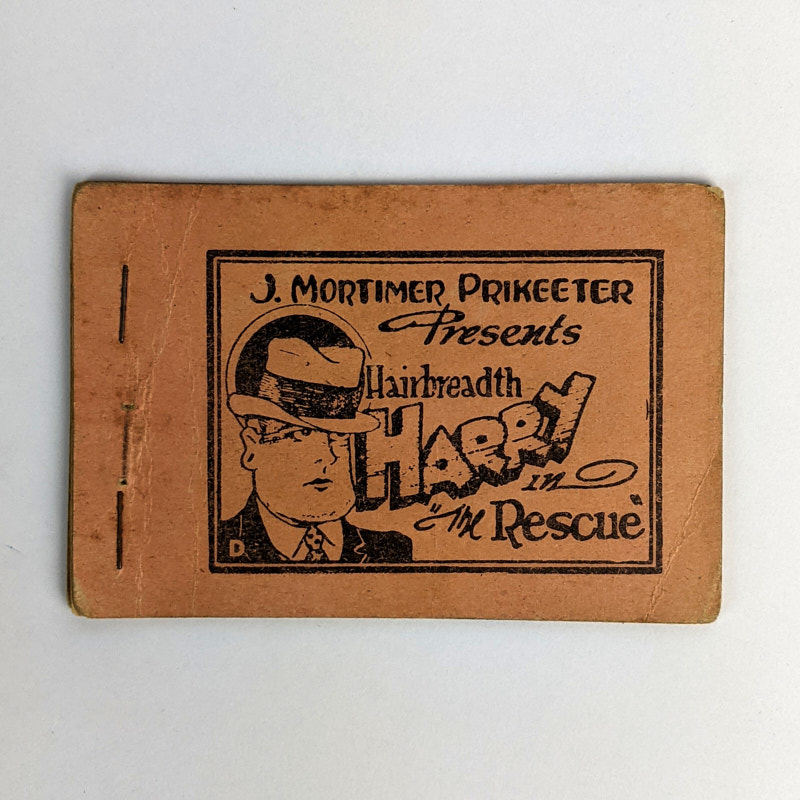 J. MORTIMER PRIKEETER
Presents
Hairbreadth
HARRY
in
"The Rescue"
D